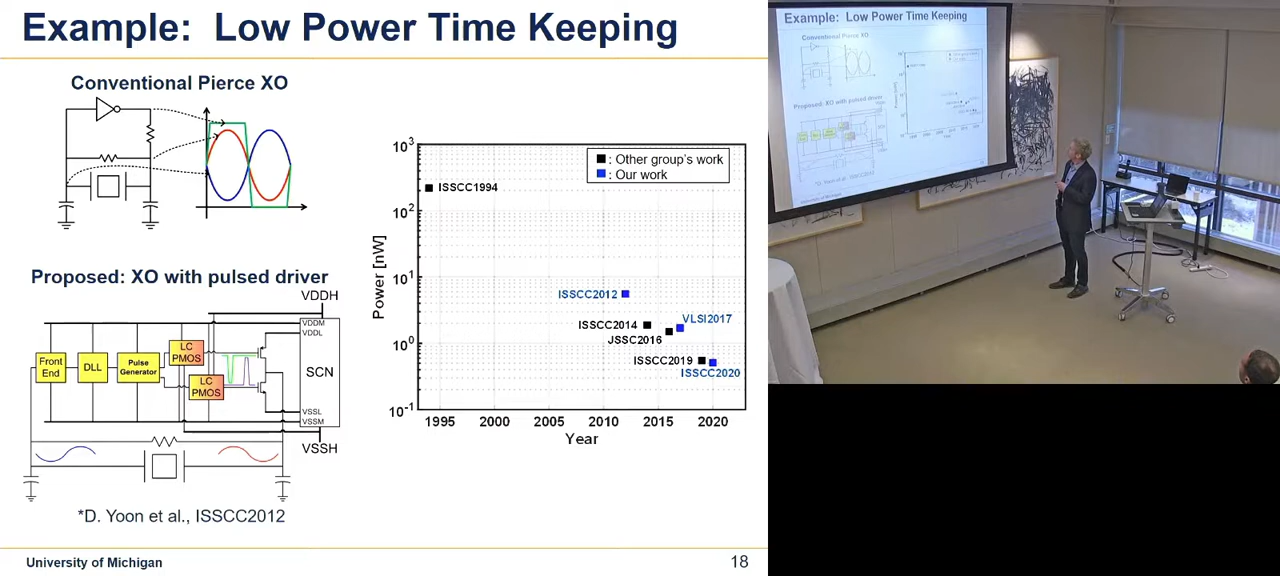 Example: Low Power Time Keeping
Conventional Pierce XO
Proposed: XO with pulsed driver
VDDH
VDDM
VDDL
Front
End
DLL
Pulse
Generator
LC
PMOS
LC
PMOS
SCN
VSSL
VSSM
VSSH
*D. Yoon et al., ISSCC2012
: Other group's work
: Our work
Power [nW]
10³
10²
10¹
10⁰
10⁻¹
ISSCC1994
ISSCC2012
ISSCC2014
JSSC2016
VLSI2017
ISSCC2019
ISSCC2020
1995
2000
2005
2010
2015
2020
Year
University of Michigan
18
Example: Low Power Time Keeping
Conventional Pierce XO
Proposed: XO with pulsed driver